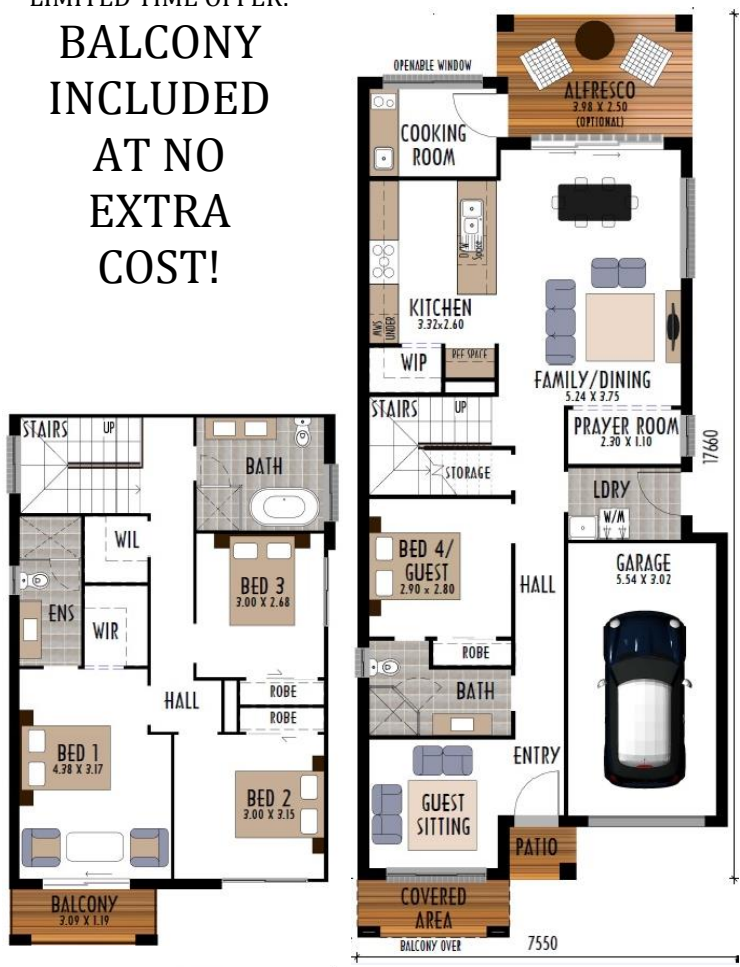 LIMITED TIME OFFER:
BALCONY
INCLUDED
AT NO
EXTRA
COST!
OPENABLE WINDOW
ALFRESCO
3.98 X 2.50
(OPTIONAL)
COOKING
ROOM
D/W
Space
KITCHEN
3.32x2.60
MWS
UNDER
WIP
REF SPACE
FAMILY/DINING
5.24 X 3.75
STAIRS
UP
PRAYER ROOM
2.30 X 1.10
17660
STORAGE
LDRY
W/M
BED 4/
GUEST
2.90 x 2.80
HALL
GARAGE
5.54 X 3.02
ROBE
BATH
ENTRY
GUEST
SITTING
PATIO
COVERED
AREA
BALCONY OVER
7550
STAIRS
UP
BATH
WIL
BED 3
3.00 X 2.68
ENS
WIR
ROBE
HALL
ROBE
BED 1
4.38 X 3.17
BED 2
3.00 X 3.15
BALCONY
3.09 X 1.19